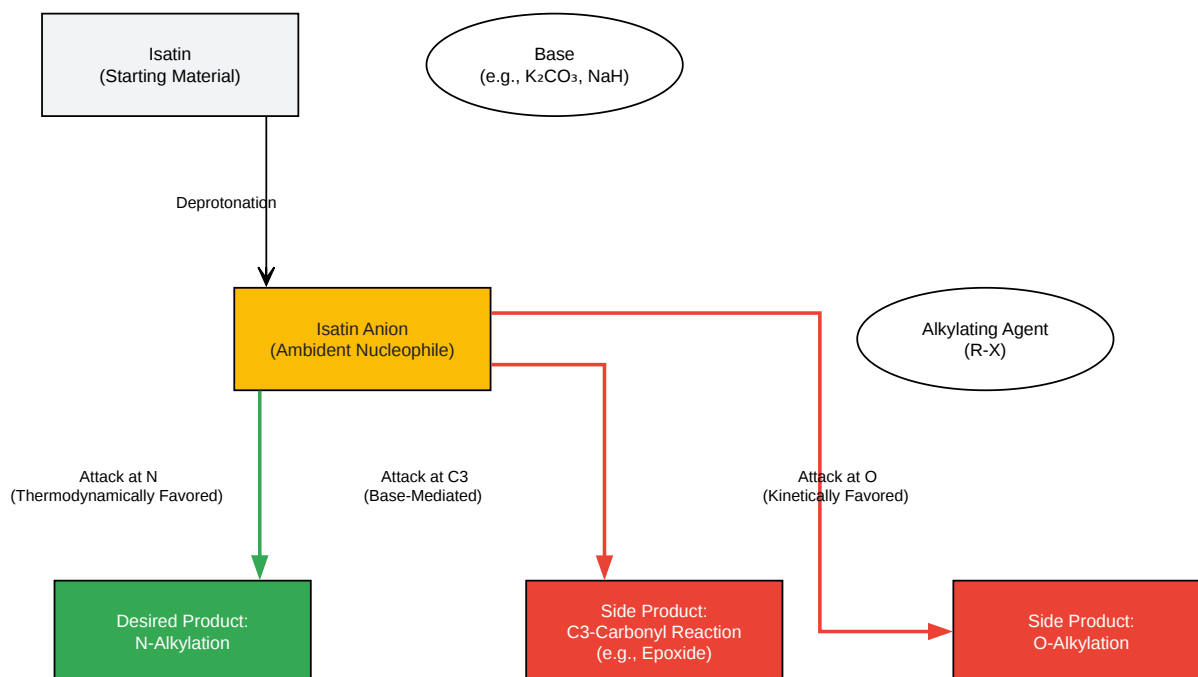 Isatin
(Starting Material)
Base
(e.g., K₂CO₃, NaH)
Deprotonation
Isatin Anion
(Ambident Nucleophile)
Alkylating Agent
(R-X)
Attack at N
(Thermodynamically Favored)
Attack at C3
(Base-Mediated)
Attack at O
(Kinetically Favored)
Desired Product:
N-Alkylation
Side Product:
C3-Carbonyl Reaction
(e.g., Epoxide)
Side Product:
O-Alkylation